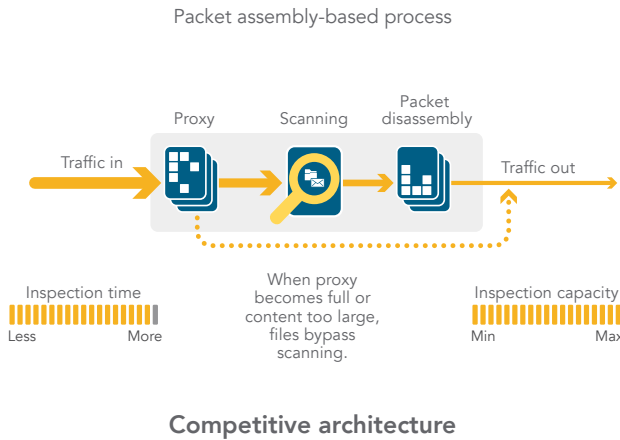 Packet assembly-based process
Proxy
Scanning
Packet
disassembly
Traffic in
Traffic out
When proxy
becomes full or
content too large,
files bypass
scanning.
Inspection time
Less
More
Inspection capacity
Min
Max
Competitive architecture